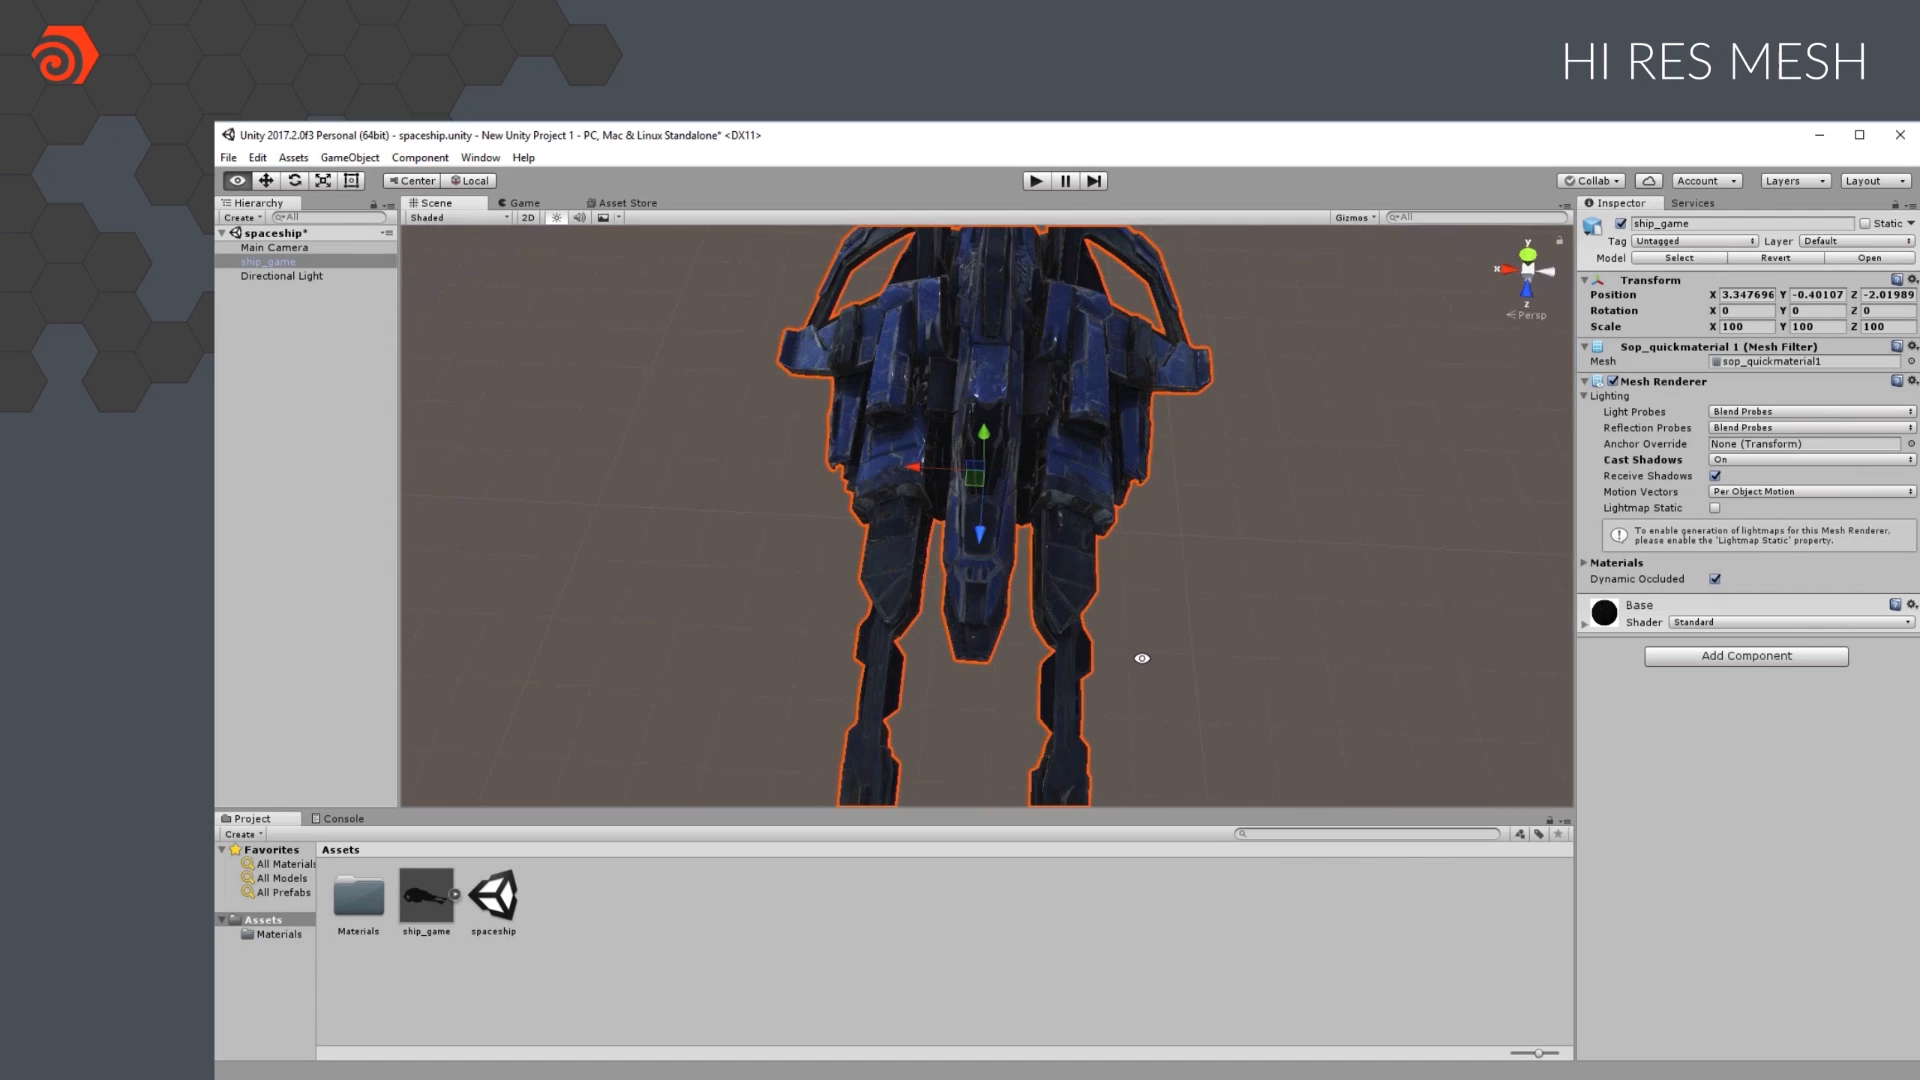 HI RES MESH
Unity 2017.2.0f3 Personal (64bit) - spaceship.unity - New Unity Project 1 - PC, Mac & Linux Standalone* <DX11>
File Edit Assets GameObject Component Window Help
Center Local Collab Account Layers Layout
Hierarchy
Create All
spaceship*
Main Camera
ship_game
Directional Light
Scene Game Asset Store
Shaded 2D Gizmos All
y
x
z
Persp
Inspector Services
ship_game Static
Tag Untagged Layer Default
Model Select Revert Open
Transform
Position X 3.347696 Y -0.40107 Z -2.01989
Rotation X 0 Y 0 Z 0
Scale X 100 Y 100 Z 100
Sop_quickmaterial 1 (Mesh Filter)
Mesh sop_quickmaterial1
Mesh Renderer
Lighting
Light Probes Blend Probes
Reflection Probes Blend Probes
Anchor Override None (Transform)
Cast Shadows On
Receive Shadows
Motion Vectors Per Object Motion
Lightmap Static
To enable generation of lightmaps for this Mesh Renderer,
please enable the 'Lightmap Static' property.
Materials
Dynamic Occluded
Base
Shader Standard
Add Component
Project Console
Create
Favorites
All Materials
All Models
All Prefabs
Assets
Materials
Assets
Materials ship_game spaceship